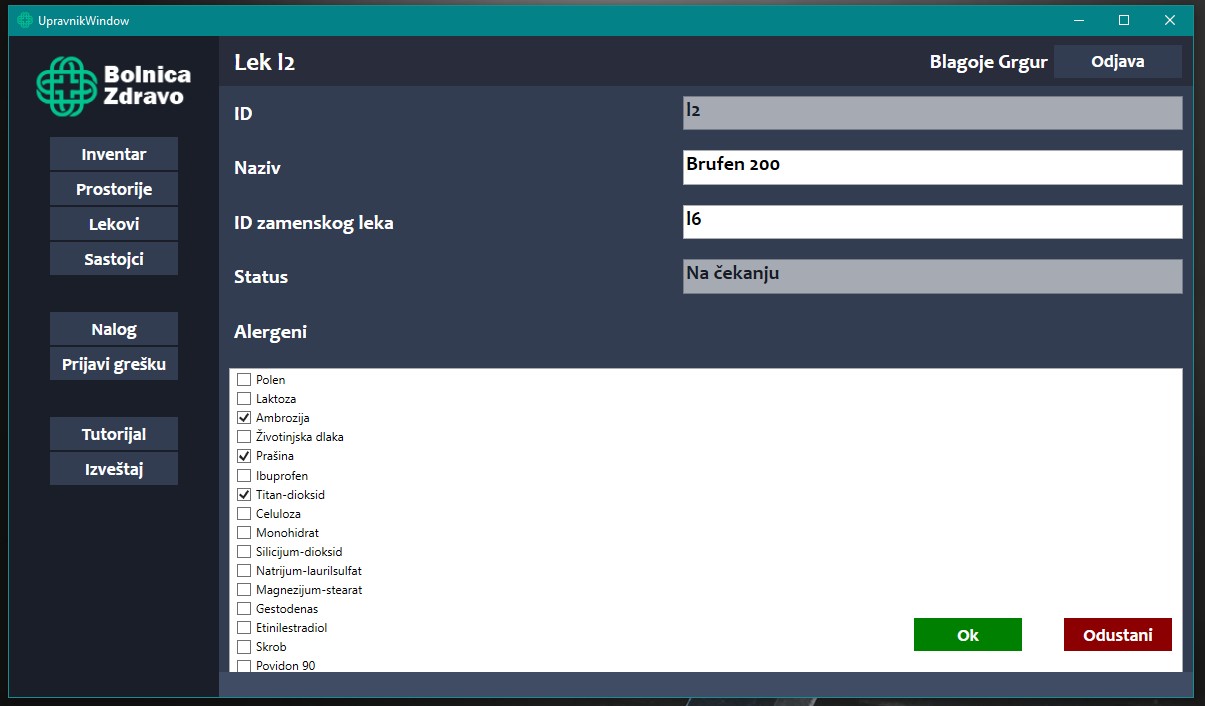 UpravnikWindow
Bolnica
Zdravo
Inventar
Prostorije
Lekovi
Sastojci
Nalog
Prijavi grešku
Tutorijal
Izveštaj
Lek l2
Blagoje Grgur
Odjava
ID
l2
Naziv
Brufen 200
ID zamenskog leka
l6
Status
Na čekanju
Alergeni
Polen
Laktoza
Ambrozija
Životinjska dlaka
Prašina
Ibuprofen
Titan-dioksid
Celuloza
Monohidrat
Silicijum-dioksid
Natrijum-laurilsulfat
Magnezijum-stearat
Gestodenas
Etinilestradiol
Skrob
Povidon 90
Ok
Odustani